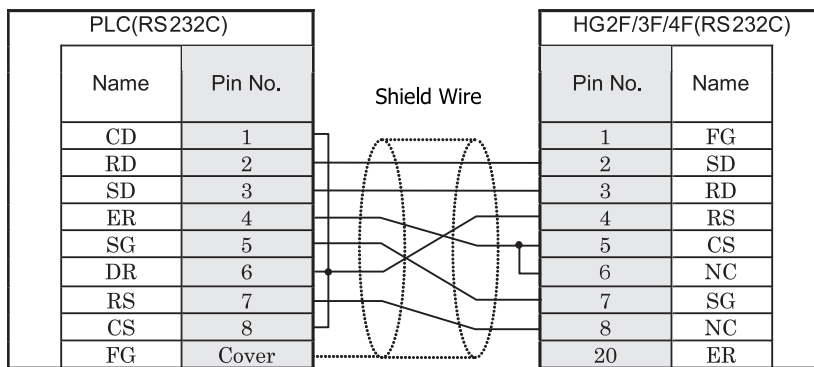 PLC(RS232C) HG2F/3F/4F(RS232C)
Name Pin No. Shield Wire Pin No. Name
CD 1 1 FG
RD 2 2 SD
SD 3 3 RD
ER 4 4 RS
SG 5 5 CS
DR 6 6 NC
RS 7 7 SG
CS 8 8 NC
FG Cover 20 ER